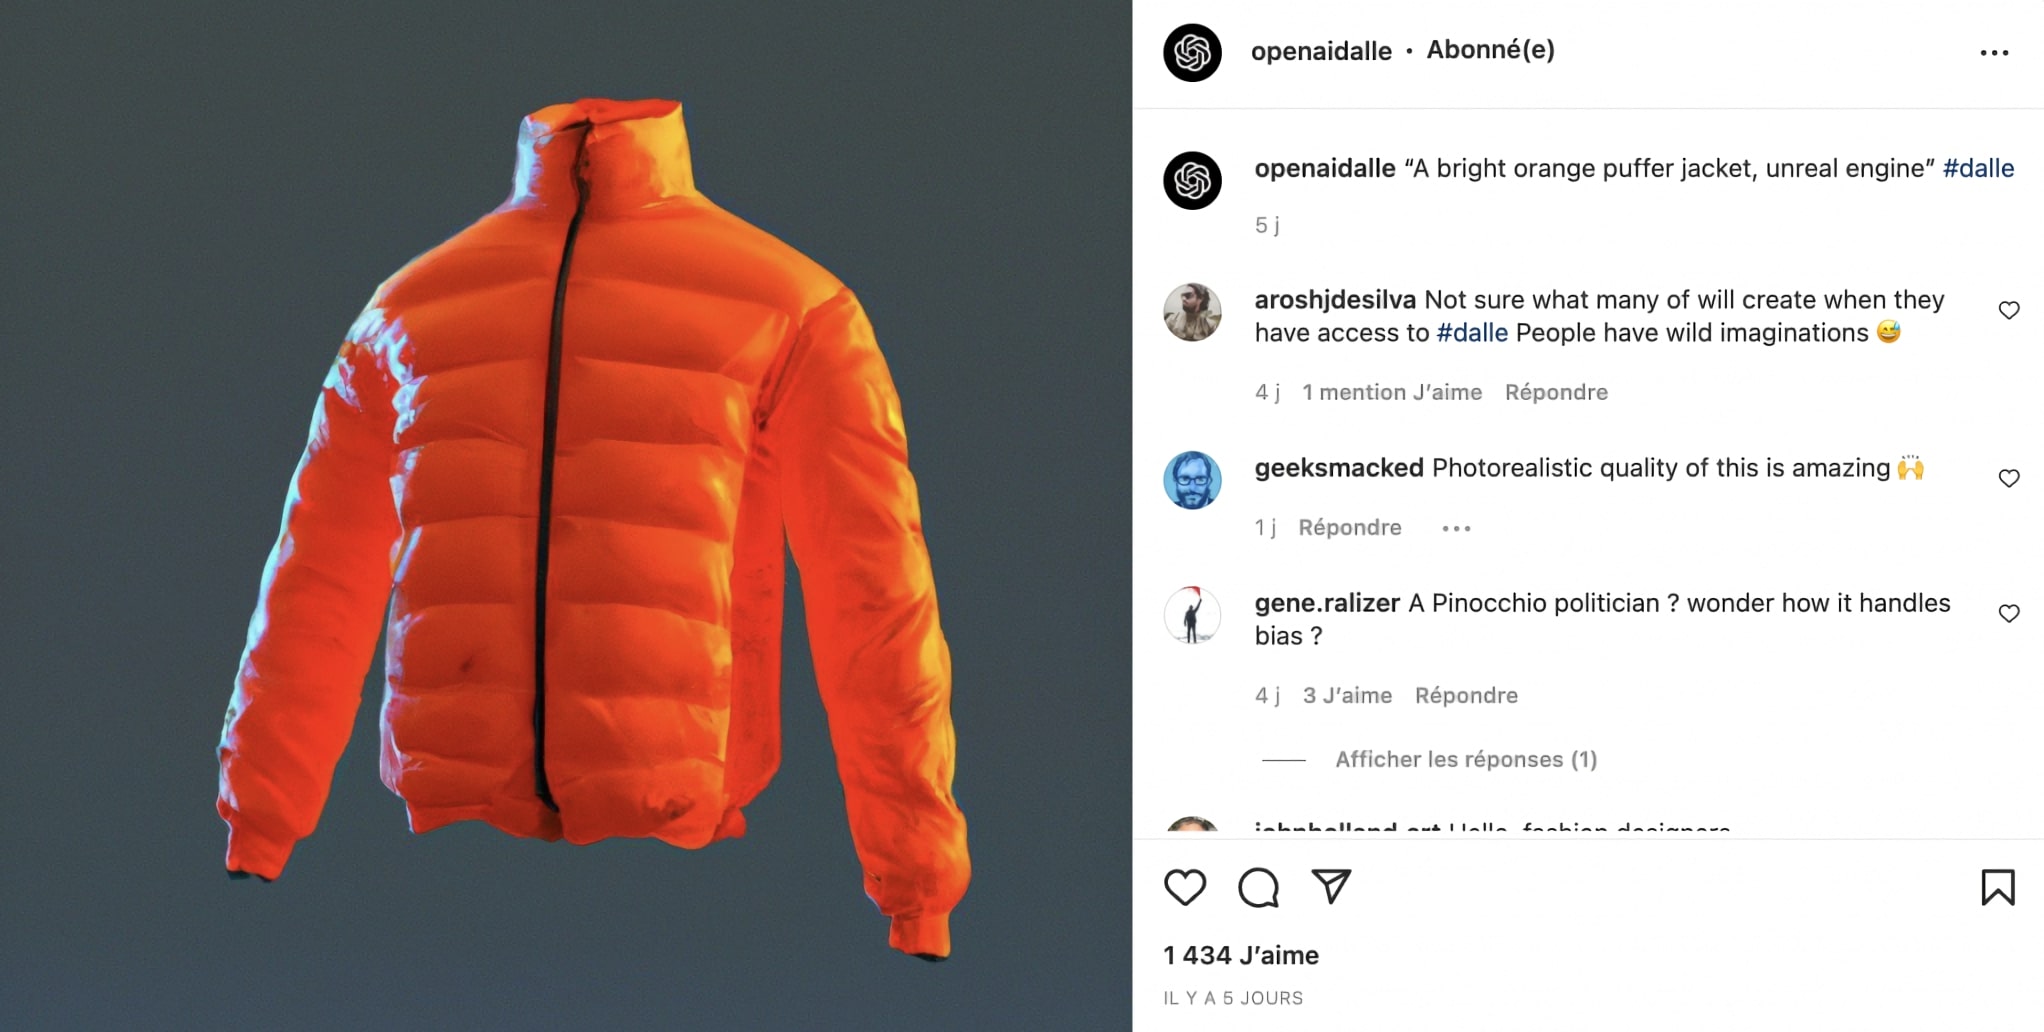 openaidalle • Abonné(e)
openaidalle “A bright orange puffer jacket, unreal engine” #dalle
5 j
aroshjdesilva Not sure what many of will create when they
have access to #dalle People have wild imaginations 😅
4 j 1 mention J’aime Répondre
geeksmacked Photorealistic quality of this is amazing 🙌
1 j Répondre
gene.ralizer A Pinocchio politician ? wonder how it handles
bias ?
4 j 3 J’aime Répondre
Afficher les réponses (1)
1 434 J’aime
IL Y A 5 JOURS